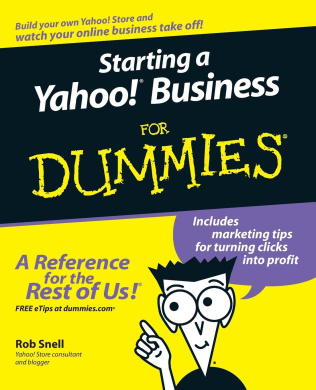 Build your own Yahoo! Store and
watch your online business take off!
Starting a
Yahoo!® Business
FOR
DUMMIES®
Includes
marketing tips
for turning clicks
into profit
A Reference
for the
Rest of Us!®
FREE eTips at dummies.com®
Rob Snell
Yahoo! Store consultant
and blogger